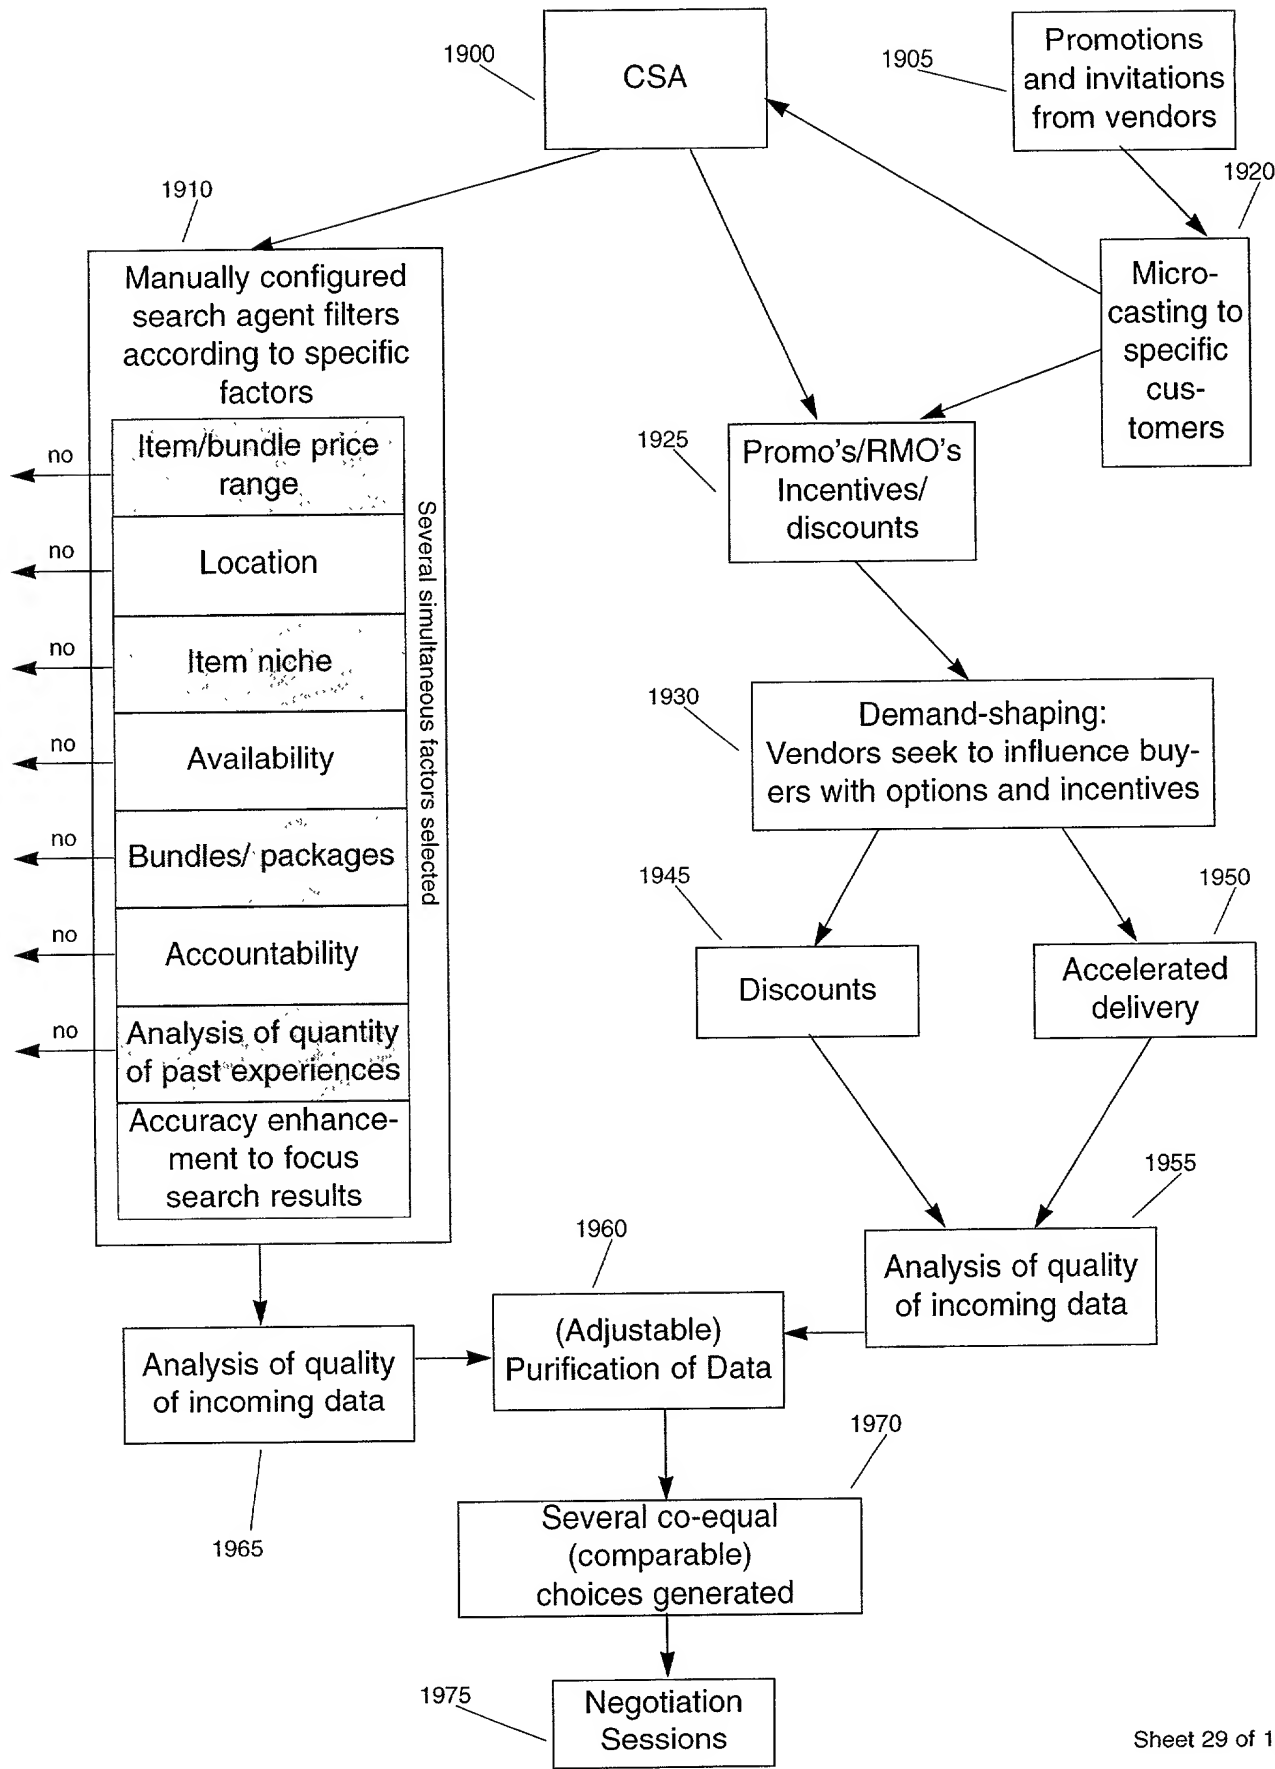 1900
CSA
1905
Promotions
and invitations
from vendors
1920
Micro-
casting to
specific
cus-
tomers
1910
Manually configured
search agent filters
according to specific
factors
no
Item/bundle price
range
no
Location
no
Item niche
no
Availability
no
Bundles/ packages
no
Accountability
no
Analysis of quantity
of past experiences
Accuracy enhance-
ment to focus
search results
Several simultaneous factors selected
1925
Promo's/RMO's
Incentives/
discounts
1930
Demand-shaping:
Vendors seek to influence buy-
ers with options and incentives
1945
Discounts
1950
Accelerated
delivery
1955
Analysis of quality
of incoming data
1960
(Adjustable)
Purification of Data
Analysis of quality
of incoming data
1965
1970
Several co-equal
(comparable)
choices generated
1975
Negotiation
Sessions
Sheet 29 of 1